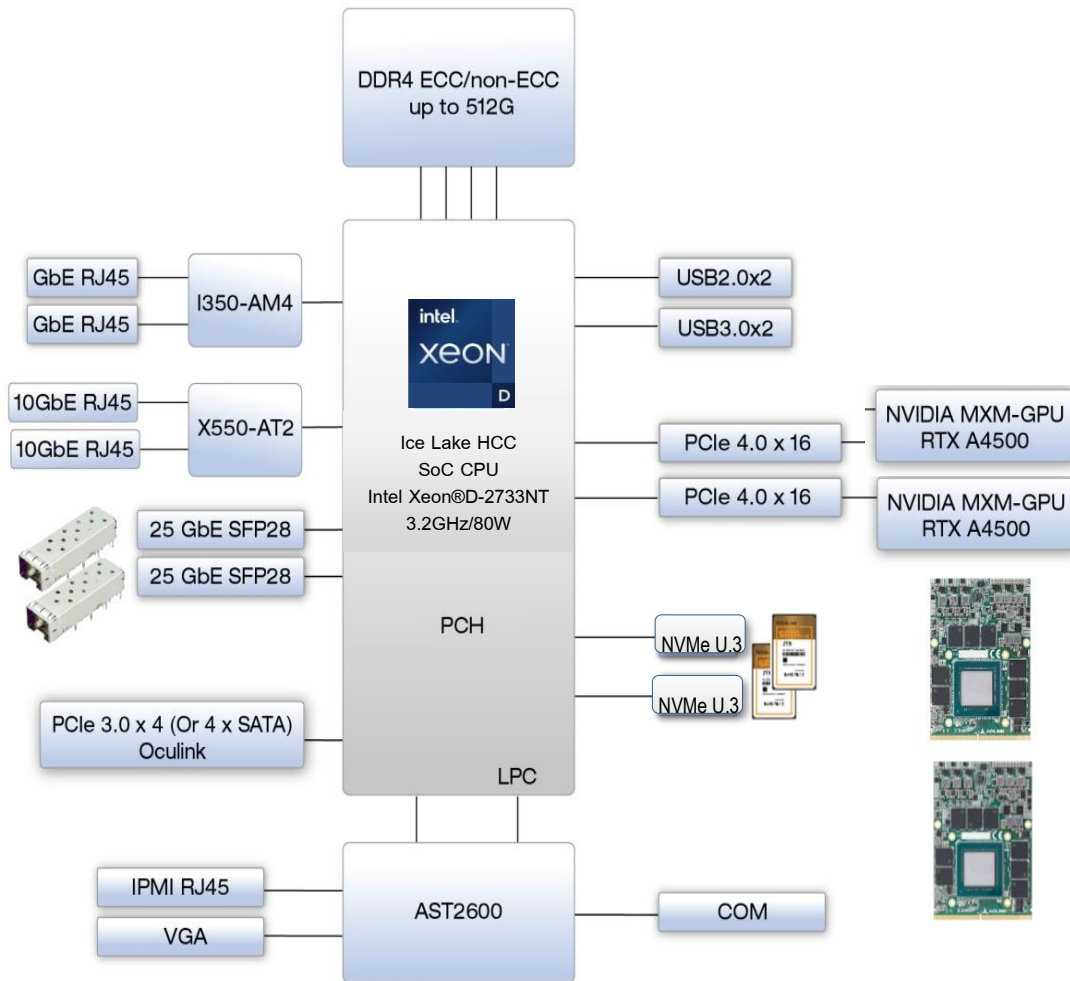 DDR4 ECC/non-ECC
up to 512G
GbE RJ45
GbE RJ45
I350-AM4
USB2.0x2
USB3.0x2
intel.
xeon®
D
10GbE RJ45
10GbE RJ45
X550-AT2
Ice Lake HCC
SoC CPU
Intel Xeon®D-2733NT
3.2GHz/80W
PCIe 4.0 x 16
NVIDIA MXM-GPU
RTX A4500
PCIe 4.0 x 16
NVIDIA MXM-GPU
RTX A4500
25 GbE SFP28
25 GbE SFP28
PCH
NVMe U.3
NVMe U.3
PCIe 3.0 x 4 (Or 4 x SATA)
Oculink
LPC
IPMI RJ45
VGA
AST2600
COM
ADLINK